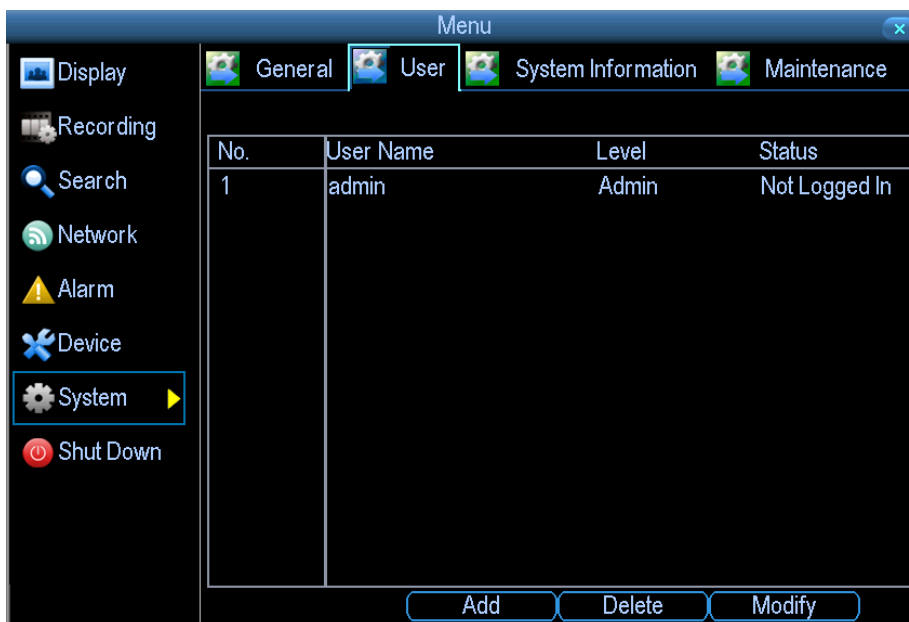 Menu
Display
Recording
Search
Network
Alarm
Device
System
Shut Down
General User System Information Maintenance
No. User Name Level Status
1 admin Admin Not Logged In
Add Delete Modify